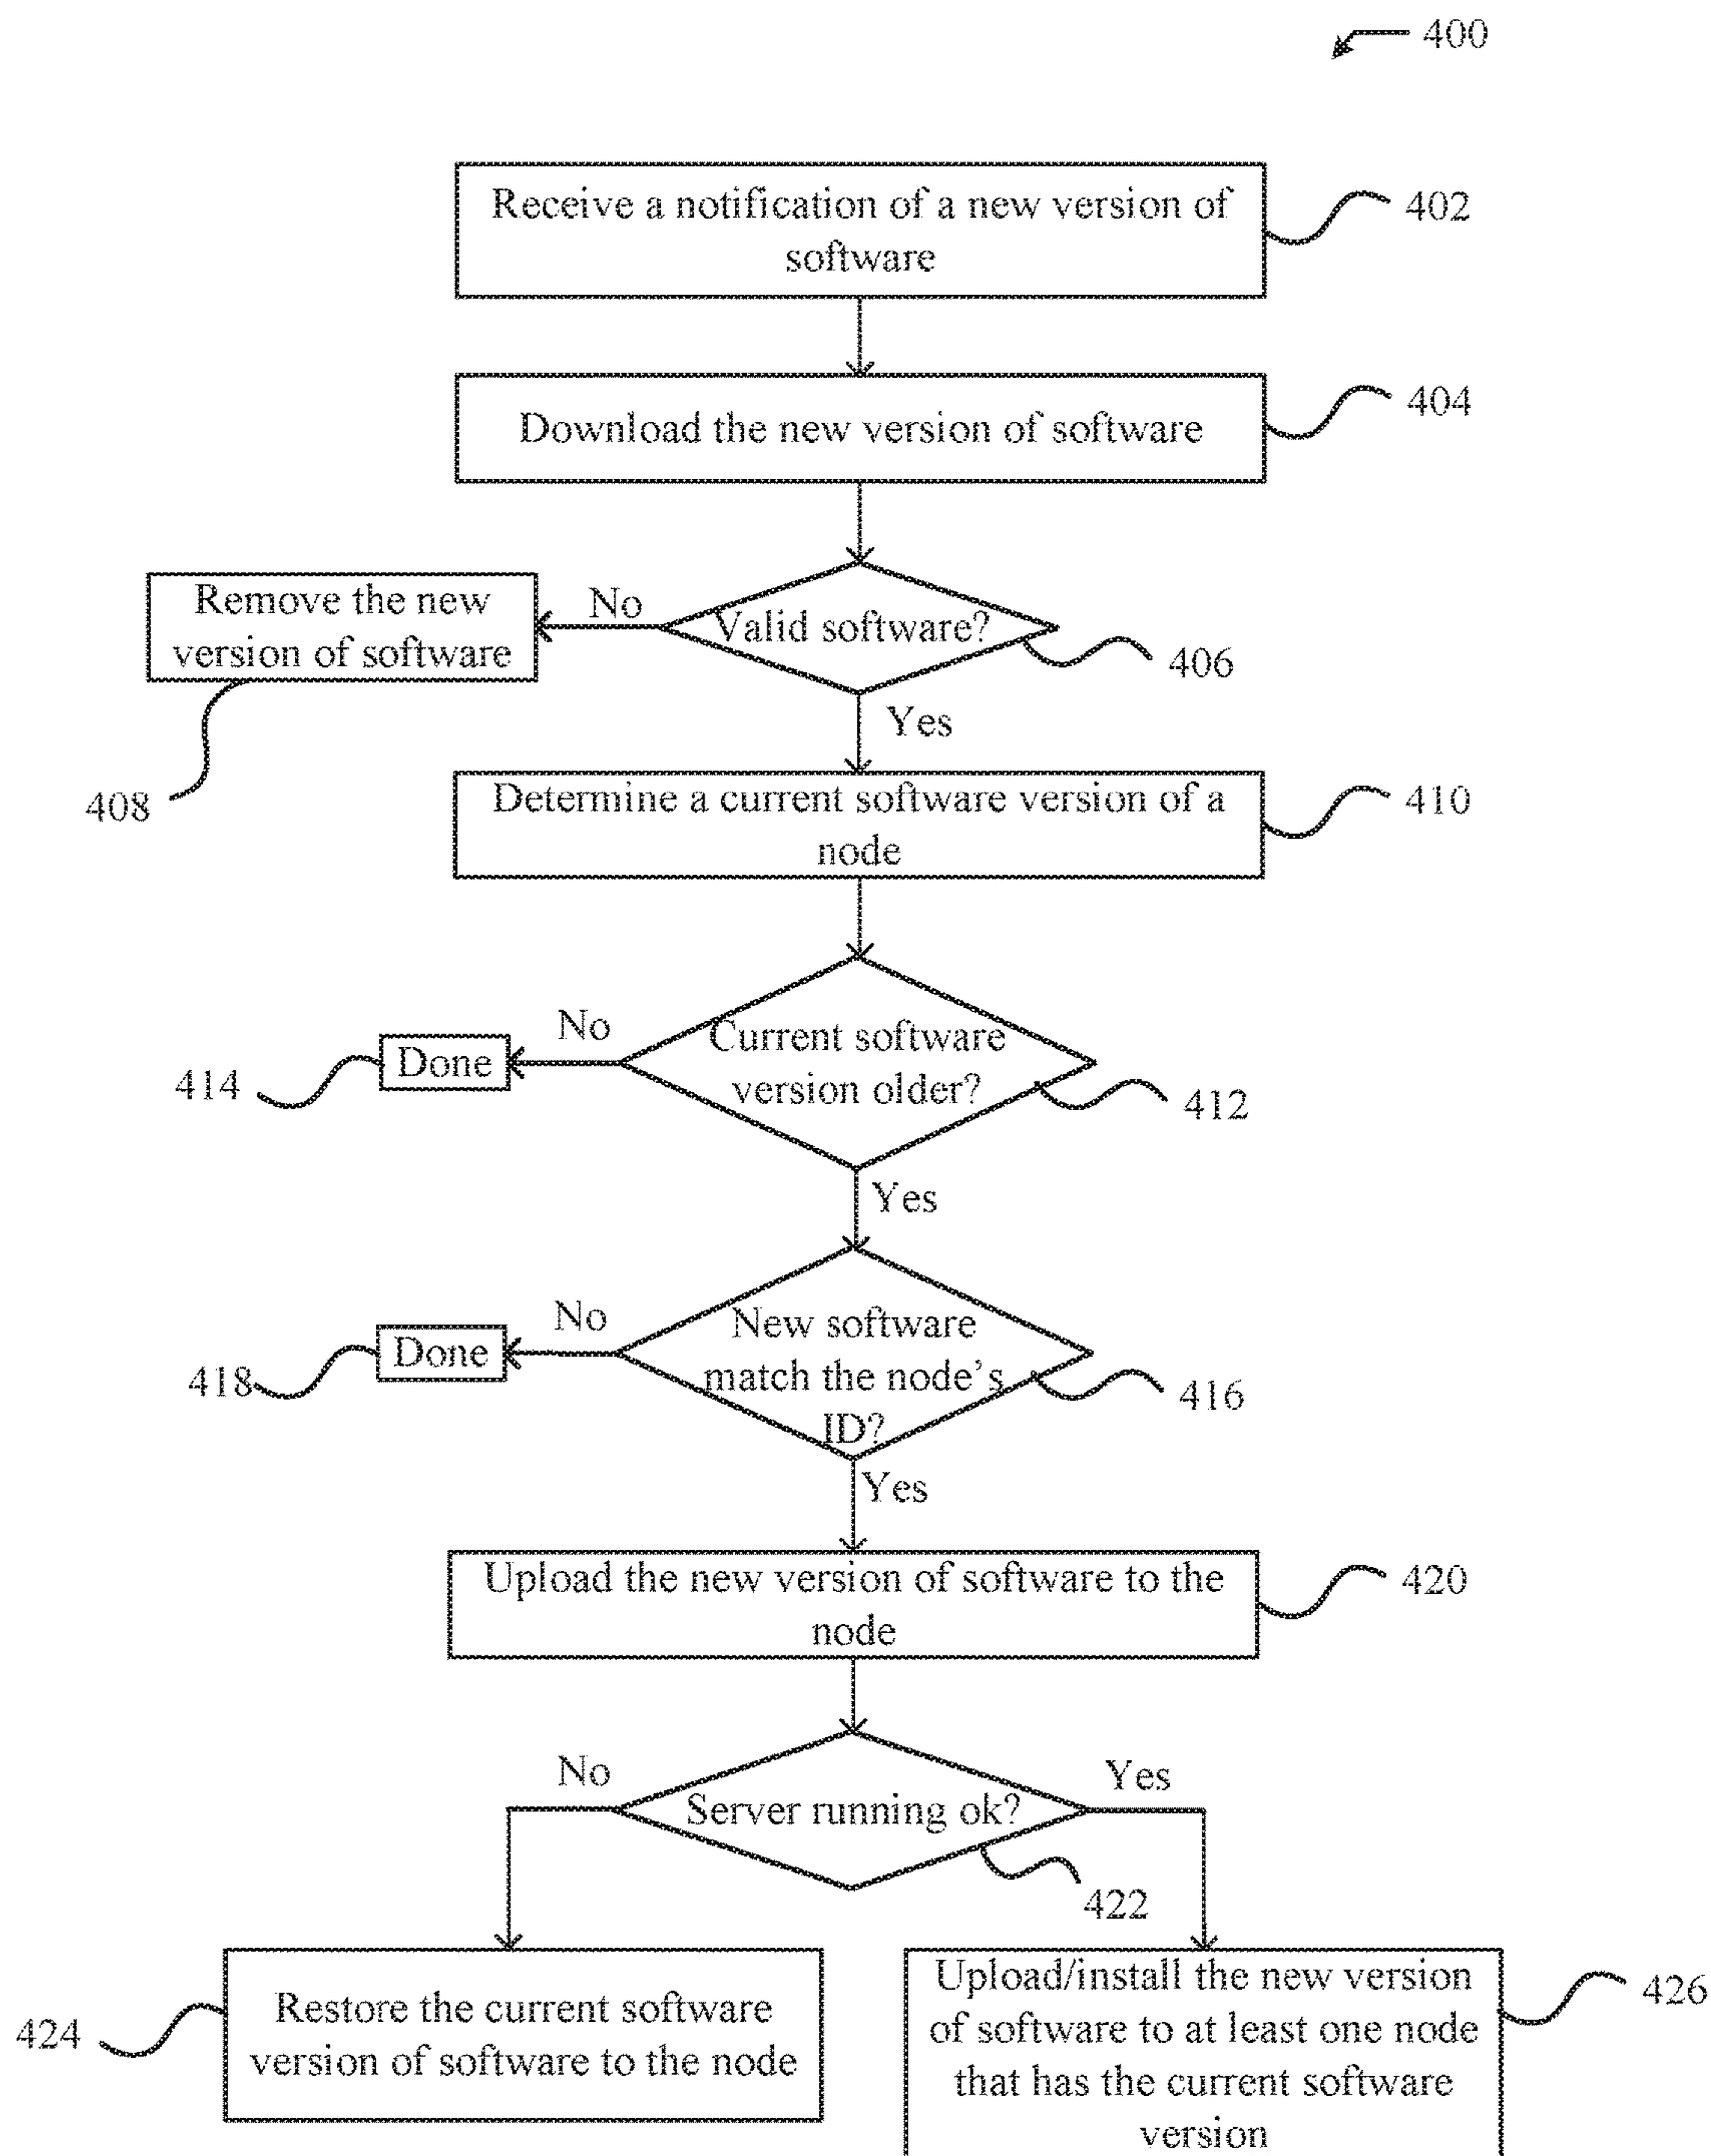 400
Receive a notification of a new version of
software
402
Download the new version of software
404
Remove the new
version of software
No
Valid software?
406
Yes
408
Determine a current software version of a
node
410
No
Current software
version older?
Done
414
412
Yes
No
New software
match the node's
ID?
Done
418
416
Yes
Upload the new version of software to the
node
420
No
Yes
Server running ok?
422
Restore the current software
version of software to the node
424
Upload/install the new version
of software to at least one node
that has the current software
version
426